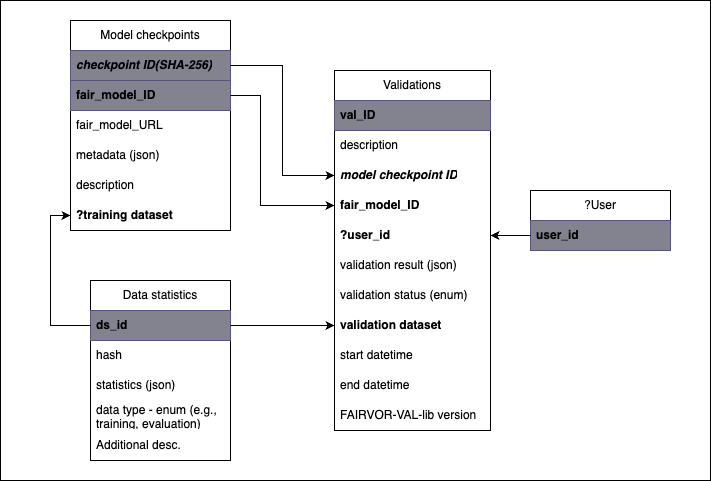 Model checkpoints
checkpoint ID(SHA-256)
fair_model_ID
fair_model_URL
metadata (json)
description
?training dataset
Validations
val_ID
description
model checkpoint ID
fair_model_ID
?user_id
validation result (json)
validation status (enum)
validation dataset
start datetime
end datetime
FAIRVOR-VAL-lib version
?User
user_id
Data statistics
ds_id
hash
statistics (json)
data type - enum (e.g.,
training, evaluation)
Additional desc.